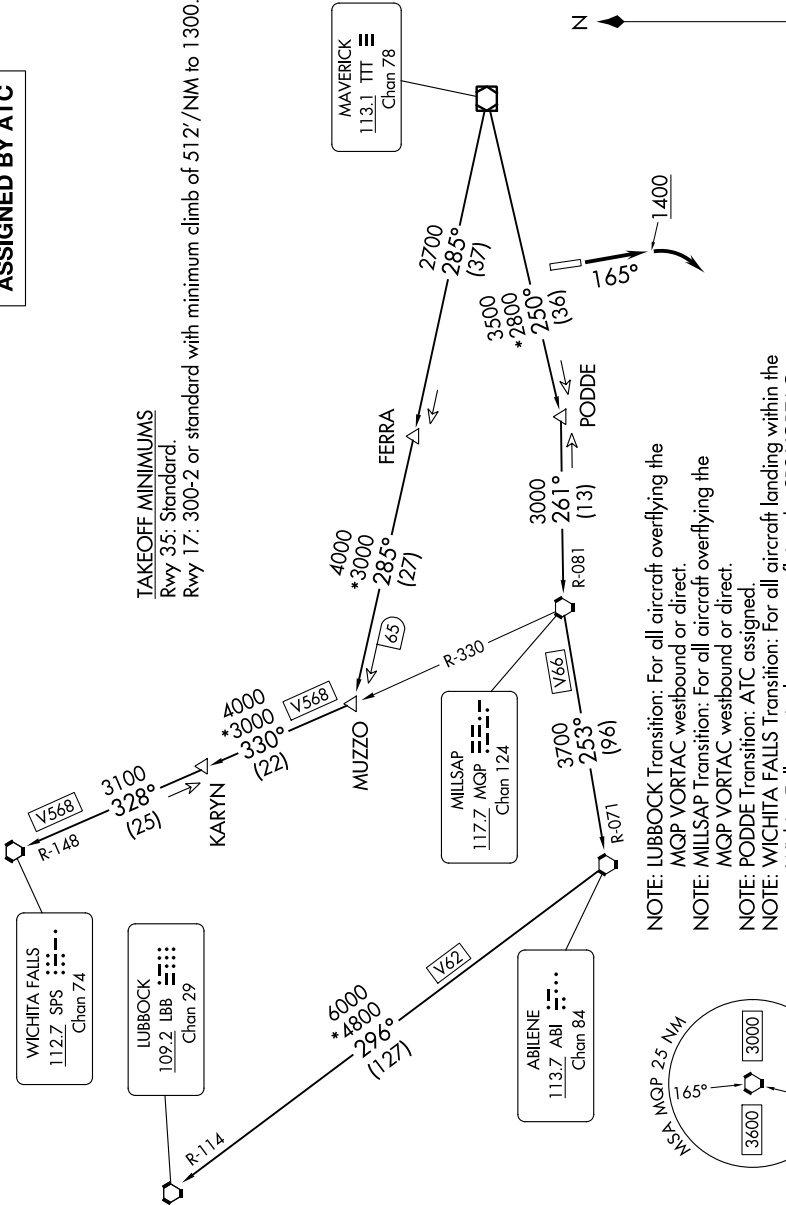 ASSIGNED BY ATC
TAKEOFF MINIMUMS
Rwy 35: Standard.
Rwy 17: 300-2 or standard with minimum climb of 512'/NM to 1300.
WICHITA FALLS
112.7 SPS
Chan 74
LUBBOCK
109.2 LBB
Chan 29
ABILENE
113.7 ABI
Chan 84
MILLSAP
117.7 MQP
Chan 124
MAVERICK
113.1 TTT
Chan 78
N
V568
R-148
3100
328°
(25)
KARYN
4000
*3000
330°
(22)
V568
MUZZO
65
R-330
4000
*3000
285°
(27)
FERRA
2700
285°
(37)
3500
*2800
250°
(36)
PODDE
3000
261°
(13)
R-081
V66
3700
253°
(96)
R-071
V62
6000
*4800
296°
(127)
R-114
165°
1400
MSA MQP 25 NM
165°
3600
3000
NOTE: LUBBOCK Transition: For all aircraft overflying the
MQP VORTAC westbound or direct.
NOTE: MILLSAP Transition: For all aircraft overflying the
MQP VORTAC westbound or direct.
NOTE: PODDE Transition: ATC assigned.
NOTE: WICHITA FALLS Transition: For all aircraft landing within the